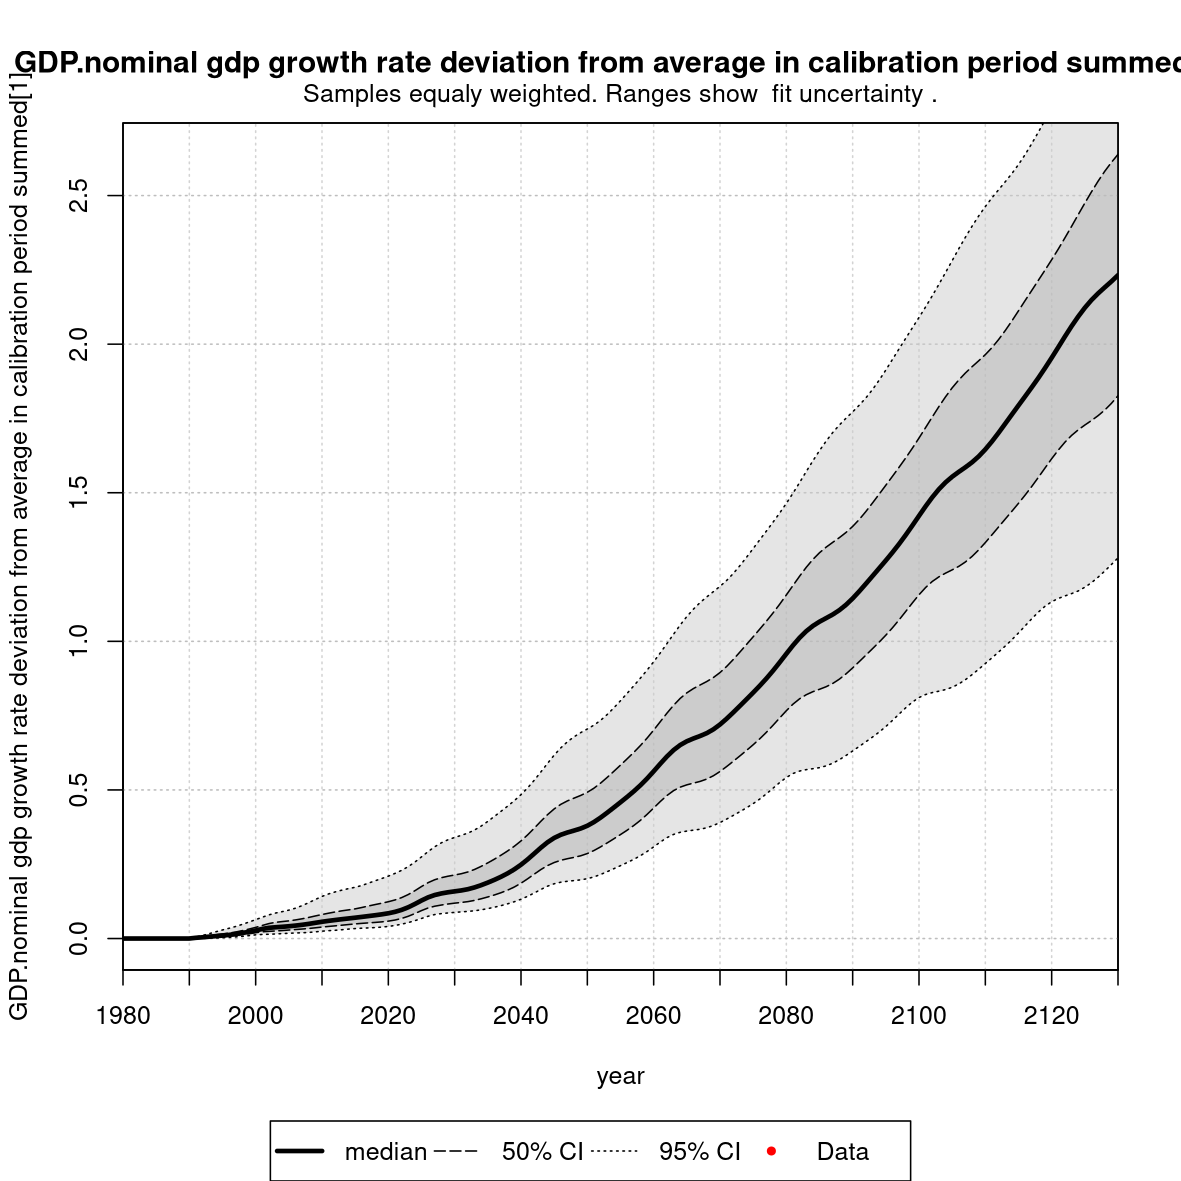 GDP.nominal gdp growth rate deviation from average in calibration period summed
Samples equaly weighted. Ranges show  fit uncertainty .
GDP.nominal gdp growth rate deviation from average in calibration period summed[1]
2.5
2.0
1.5
1.0
0.5
0.0
1980 2000 2020 2040 2060 2080 2100 2120
year
median 50% CI 95% CI Data